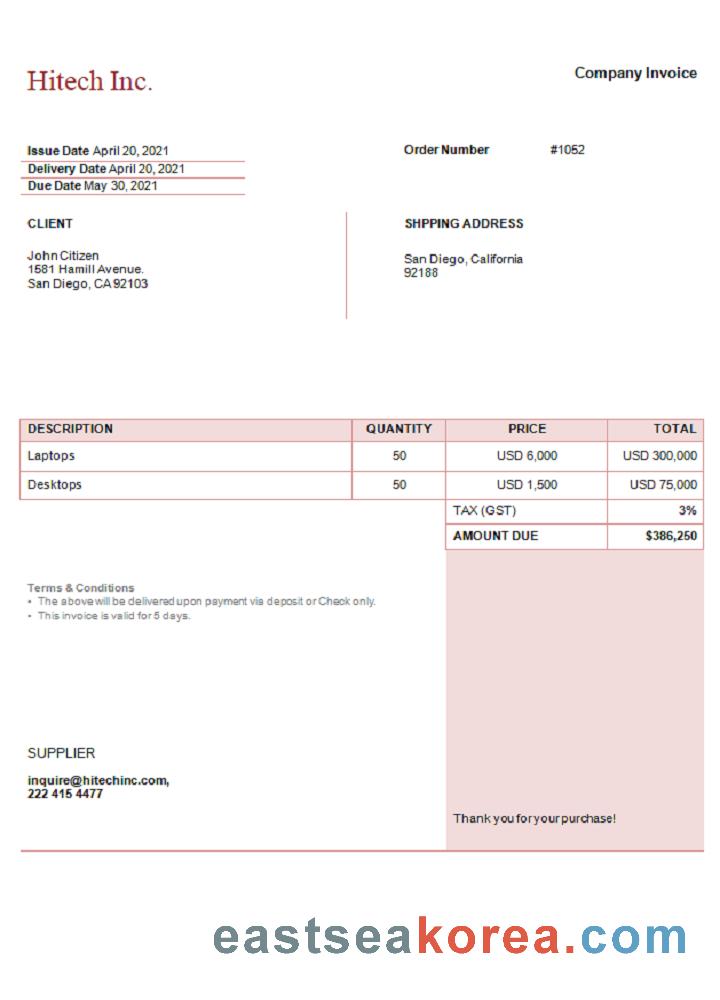 Hitech Inc.
Company Invoice
Issue Date April 20, 2021
Delivery Date April 20, 2021
Due Date May 30, 2021
Order Number #1052
CLIENT
John Citizen
1581 Hamill Avenue.
San Diego, CA 92103
SHPPING ADDRESS
San Diego, California
92188
DESCRIPTION QUANTITY PRICE TOTAL
Laptops 50 USD 6,000 USD 300,000
Desktops 50 USD 1,500 USD 75,000
TAX (GST) 3%
AMOUNT DUE $386,250
Terms & Conditions
• The above will be delivered upon payment via deposit or Check only.
• This invoice is valid for 5 days.
SUPPLIER
inquire@hitechinc.com,
222 415 4477
Thank you for your purchase!
eastseakorea.com